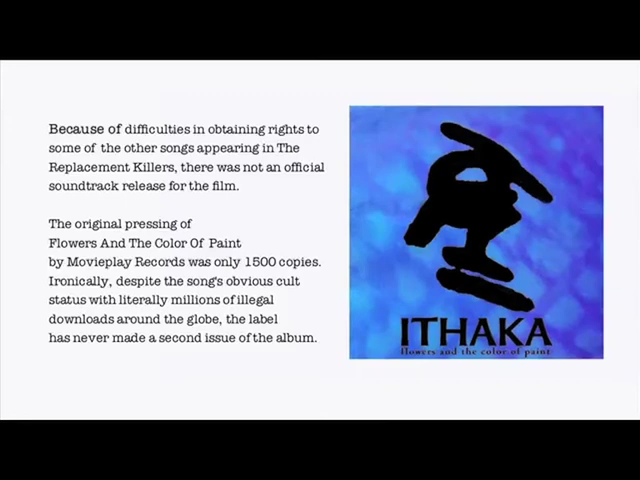 Because of difficulties in obtaining rights to
some of the other songs appearing in The
Replacement Killers, there was not an official
soundtrack release for the film.
The original pressing of
Flowers And The Color Of Paint
by Movieplay Records was only 1500 copies.
Ironically, despite the song's obvious cult
status with literally millions of illegal
downloads around the globe, the label
has never made a second issue of the album.
ITHAKA
flowers and the color of paint